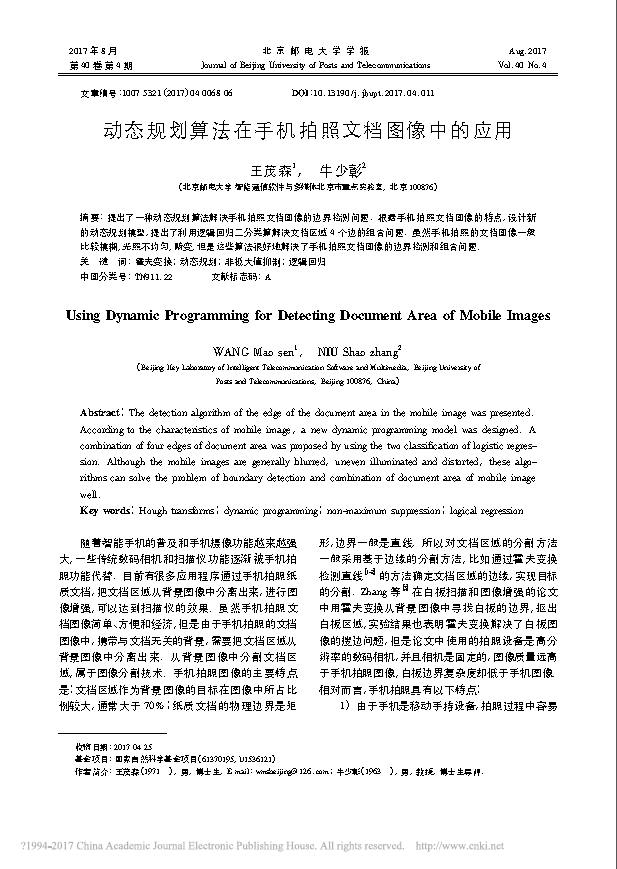 2017年8月
北京邮电大学学报
Aug. 2017
第40卷第4期
Journal of Beijing University of Posts and Telecommunications
Vol. 40 No. 4
文章编号:1007-5321(2017)04-0068-06
DOI:10.13190/j.jbupt.2017.04.011
动态规划算法在手机拍照文档图像中的应用
王茂森1, 牛少彰2
(北京邮电大学 智能通信软件与多媒体北京市重点实验室, 北京 100876)
摘要: 提出了一种动态规划算法解决手机拍照文档图像的边界检测问题. 根据手机拍照文档图像的特点, 设计新
的动态规划模型, 提出了利用逻辑回归二分类算解决文档区域4个边的组合问题. 虽然手机拍照的文档图像一般
比较模糊, 光照不均匀, 畸变, 但是这些算法很好地解决了手机拍照文档图像的边界检测和组合问题.
关 键 词: 霍夫变换; 动态规划; 非极大值抑制; 逻辑回归
中图分类号: TN911.22 文献标志码: A
Using Dynamic Programming for Detecting Document Area of Mobile Images
WANG Mao-sen1, NIU Shao-zhang2
(Beijing Key Laboratory of Intelligent Telecommunication Software and Multimedia, Beijing University of
Posts and Telecommunications, Beijing 100876, China)
Abstract: The detection algorithm of the edge of the document area in the mobile image was presented.
According to the characteristics of mobile image, a new dynamic programming model was designed. A
combination of four edges of document area was proposed by using the two classification of logistic regres-
sion. Although the mobile images are generally blurred, uneven illuminated and distorted, these algo-
rithms can solve the problem of boundary detection and combination of document area of mobile image
well.
Key words: Hough transforms; dynamic programming; non-maximum suppression; logical regression
随着智能手机的普及和手机摄像功能越来越强
大, 一些传统数码相机和扫描仪功能逐渐被手机拍
照功能代替. 目前有很多应用程序通过手机拍照纸
质文档, 把文档区域从背景图像中分离出来, 进行图
像增强, 可以达到扫描仪的效果. 虽然手机拍照文
档图像简单、方便和经济, 但是由于手机拍照的文档
图像中, 携带与文档无关的背景, 需要把文档区域从
背景图像中分离出来. 从背景图像中分割文档区
域, 属于图像分割技术. 手机拍照图像的主要特点
是: 文档区域作为背景图像的目标在图像中所占比
例较大, 通常大于70%; 纸质文档的物理边界是矩
形, 边界一般是直线. 所以对文档区域的分割方法
一般采用基于边缘的分割方法, 比如通过霍夫变换
检测直线的方法确定文档区域的边缘, 实现目标
的分割. Zhang等在白板扫描和图像增强的论文
中用霍夫变换从背景图像中寻找白板的边界, 抠出
白板区域, 实验结果也表明霍夫变换解决了白板图
像的搜边问题, 但是论文中使用的拍照设备是高分
辨率的数码相机, 并且相机是固定的, 图像质量远高
于手机拍照图像, 白板边界复杂度却低于手机图像.
相对而言, 手机拍照具有以下特点:
1) 由于手机是移动手持设备, 拍照过程中容易
收稿日期: 2017-04-25
基金项目: 国家自然科学基金项目(61370195, U1536121)
作者简介: 王茂森(1971—), 男, 博士生, E-mail: wmsbeijing@126.com; 牛少彰(1963—), 男, 教授, 博士生导师.
?1994-2017 China Academic Journal Electronic Publishing House. All rights reserved. http://www.cnki.net